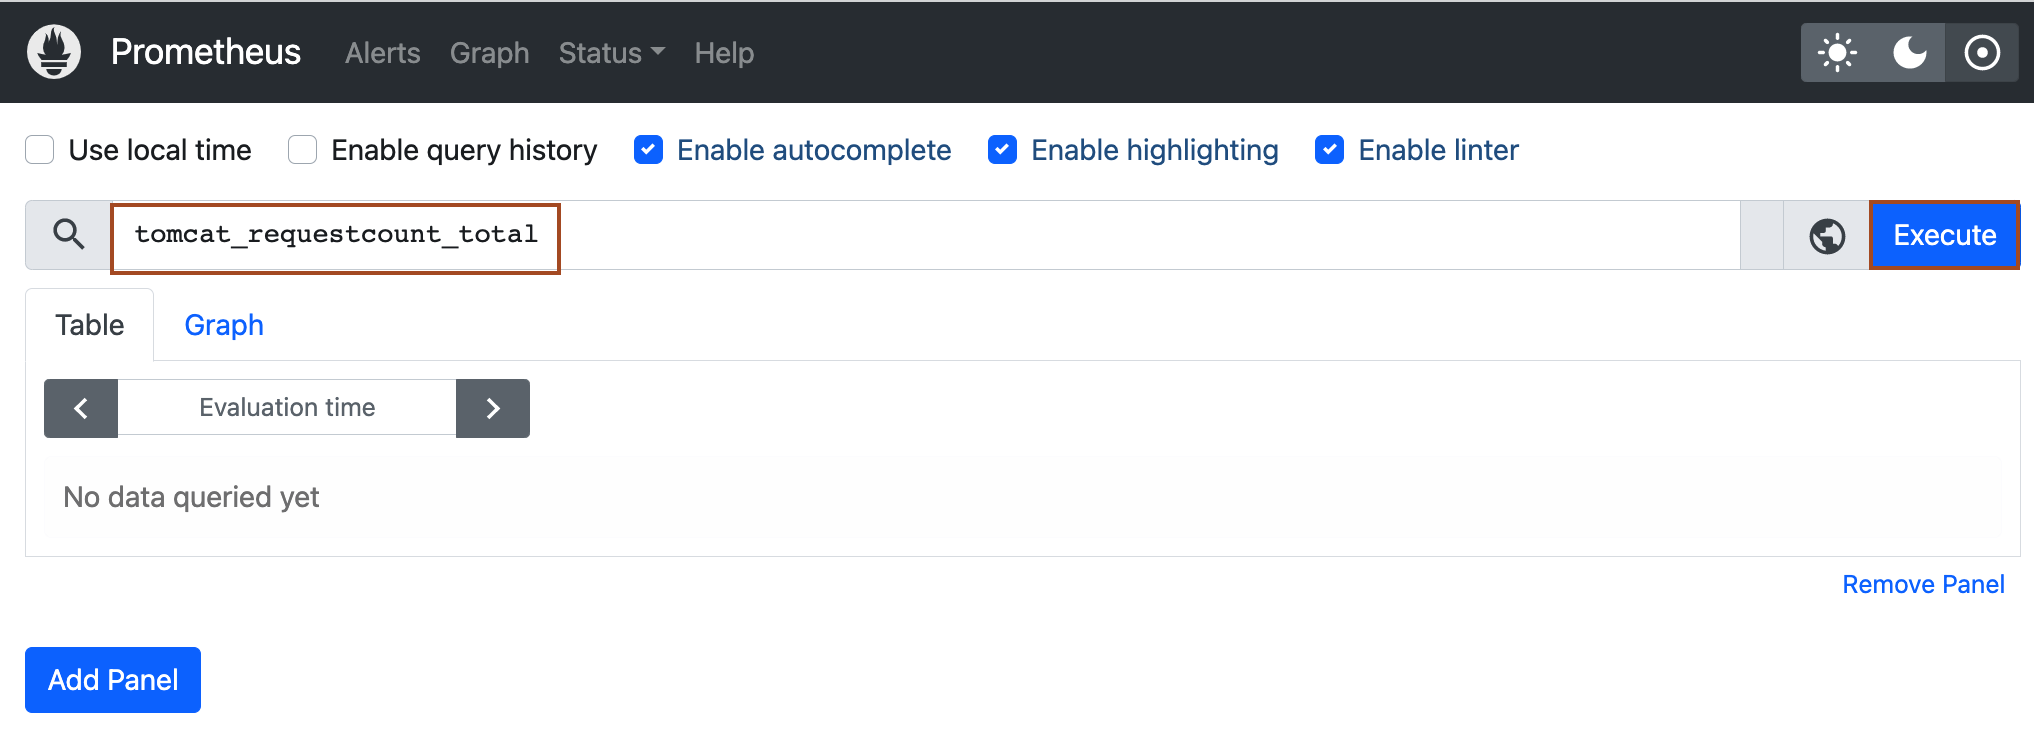 Prometheus Alerts Graph Status Help
Use local time Enable query history Enable autocomplete Enable highlighting Enable linter
tomcat_requestcount_total Execute
Table Graph
Evaluation time
No data queried yet
Remove Panel
Add Panel